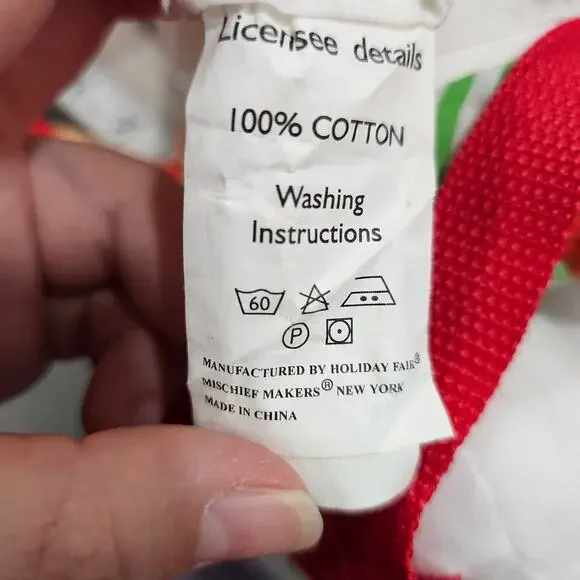 Licensee details
100% COTTON
Washing
Instructions
60
P
MANUFACTURED BY HOLIDAY FAIR®
MISCHIEF MAKERS® NEW YORK
MADE IN CHINA